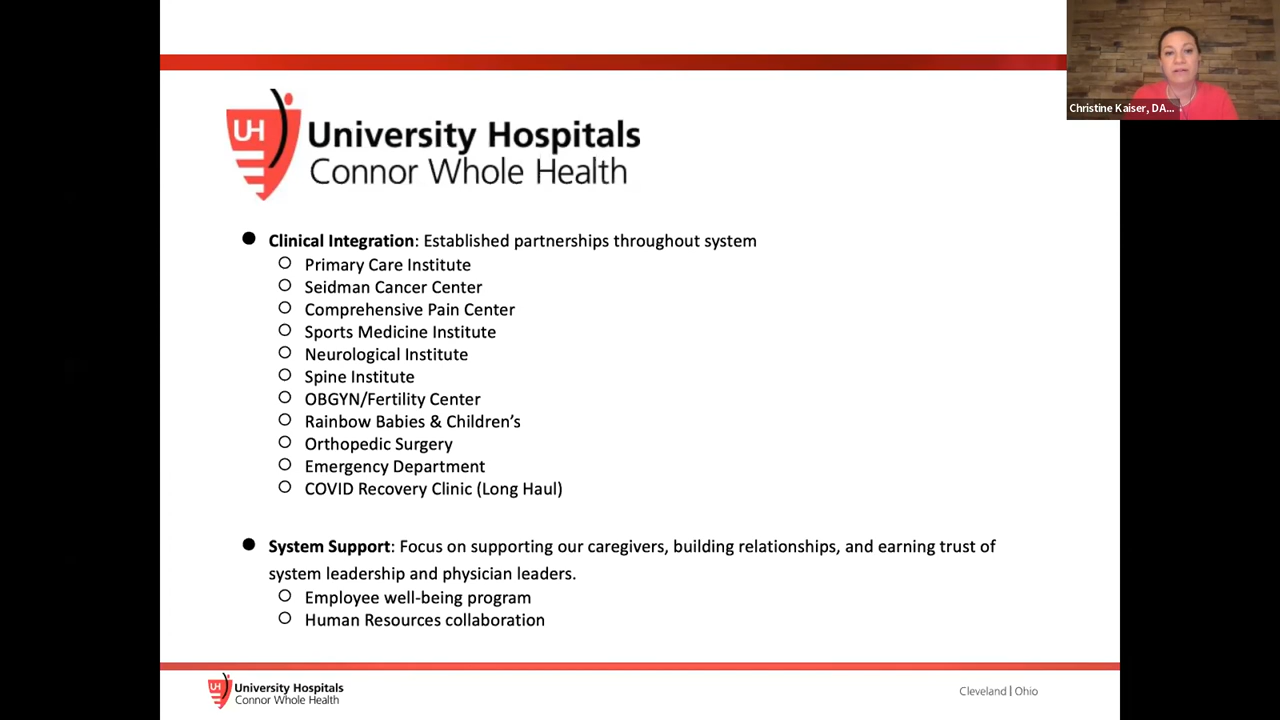 Christine Kaiser, DA...
UH
University Hospitals
Connor Whole Health
● Clinical Integration: Established partnerships throughout system
○ Primary Care Institute
○ Seidman Cancer Center
○ Comprehensive Pain Center
○ Sports Medicine Institute
○ Neurological Institute
○ Spine Institute
○ OBGYN/Fertility Center
○ Rainbow Babies & Children’s
○ Orthopedic Surgery
○ Emergency Department
○ COVID Recovery Clinic (Long Haul)
● System Support: Focus on supporting our caregivers, building relationships, and earning trust of
system leadership and physician leaders.
○ Employee well-being program
○ Human Resources collaboration
UH
University Hospitals
Connor Whole Health
Cleveland | Ohio